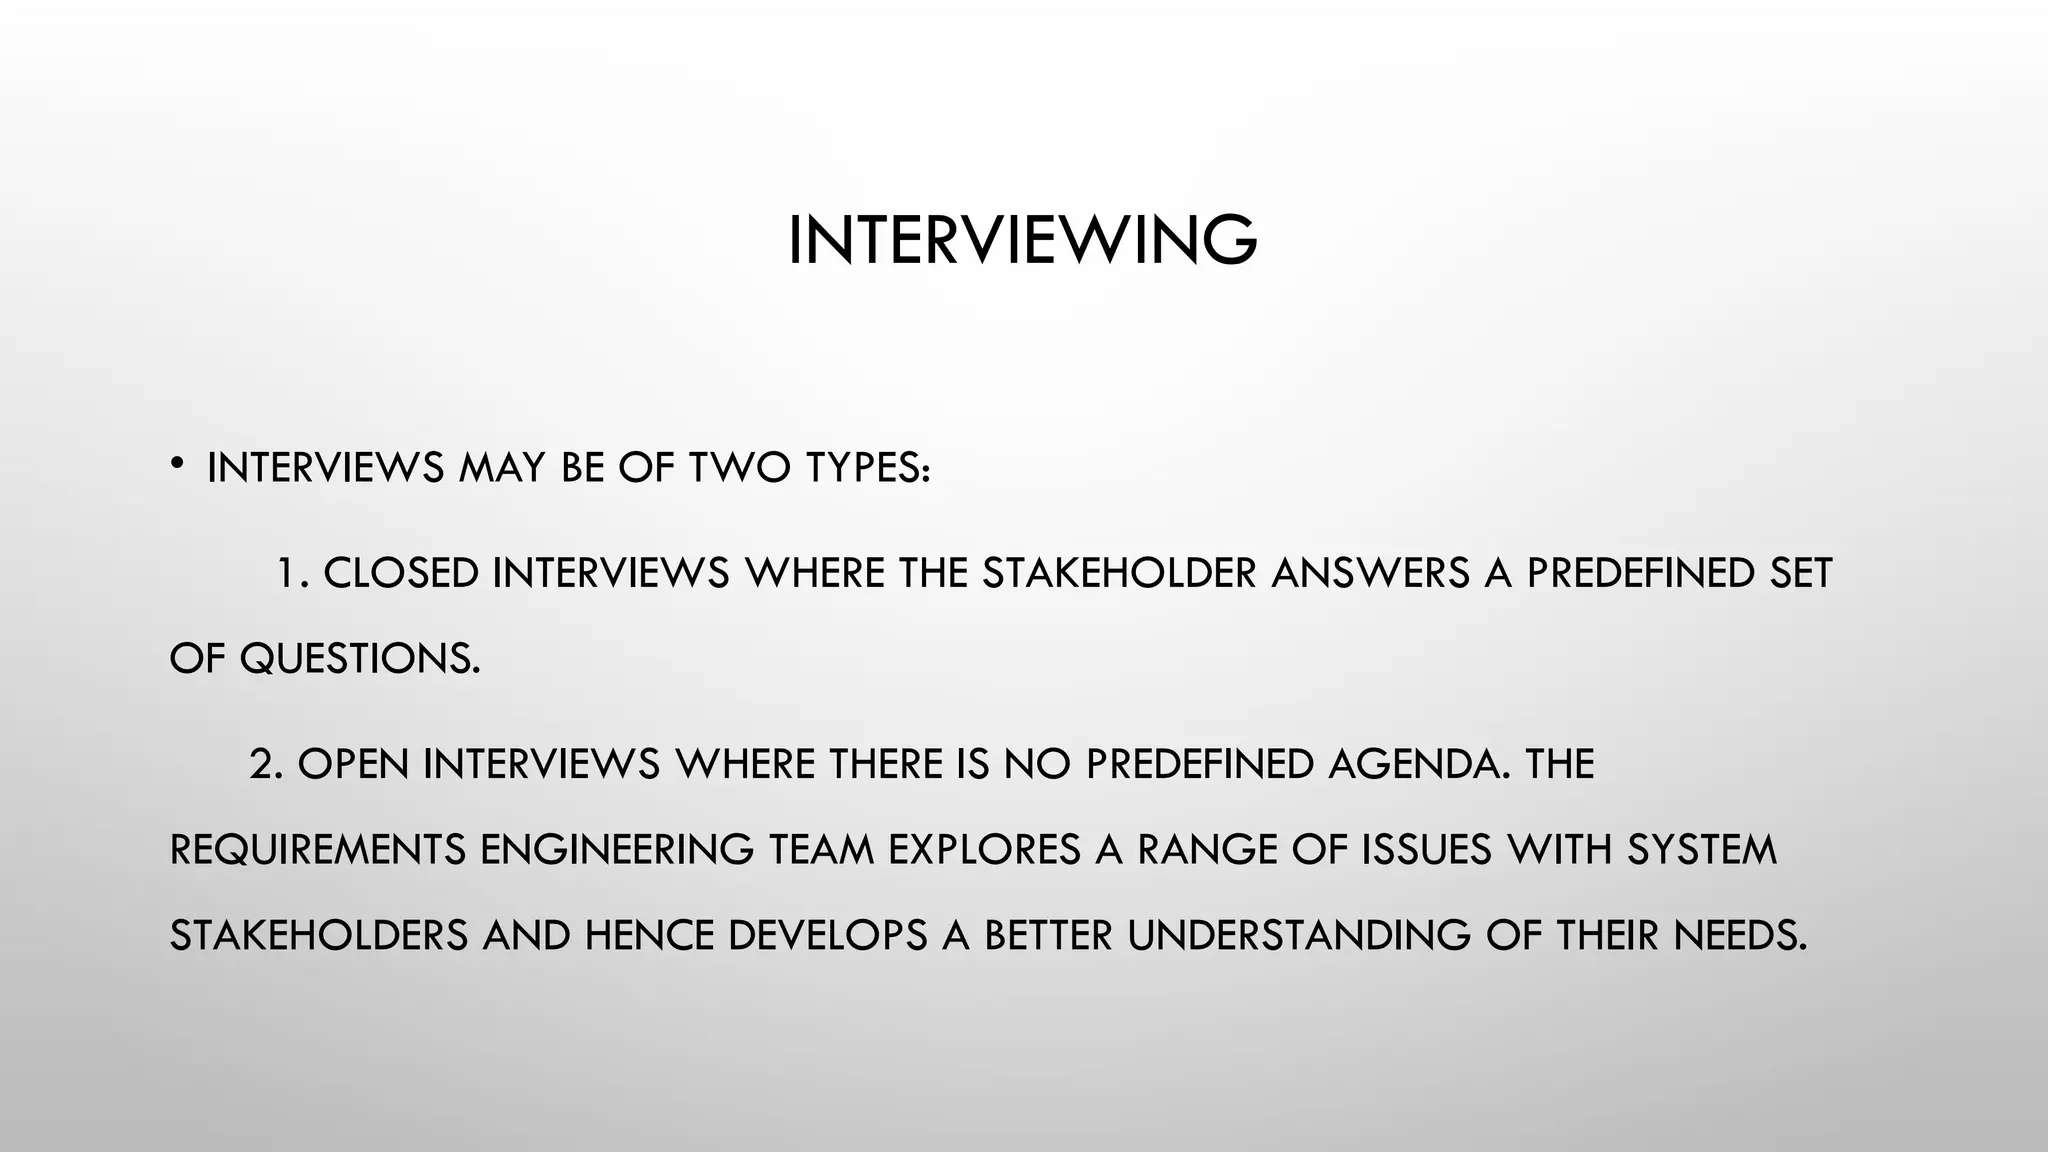 INTERVIEWING
• INTERVIEWS MAY BE OF TWO TYPES:
1. CLOSED INTERVIEWS WHERE THE STAKEHOLDER ANSWERS A PREDEFINED SET
OF QUESTIONS.
2. OPEN INTERVIEWS WHERE THERE IS NO PREDEFINED AGENDA. THE
REQUIREMENTS ENGINEERING TEAM EXPLORES A RANGE OF ISSUES WITH SYSTEM
STAKEHOLDERS AND HENCE DEVELOPS A BETTER UNDERSTANDING OF THEIR NEEDS.